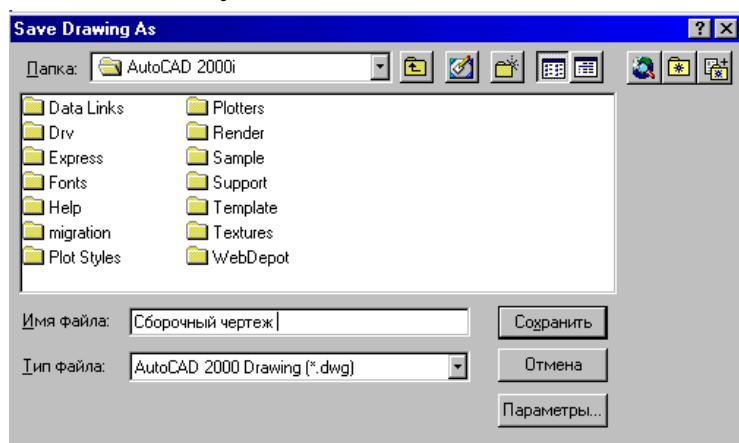 Save Drawing As
Папка: AutoCAD 2000i
Data Links Plotters
Drv Render
Express Sample
Fonts Support
Help Template
migration Textures
Plot Styles WebDepot
Имя файла: Сборочный чертеж Сохранить
Тип файла: AutoCAD 2000 Drawing (*.dwg) Отмена
Параметры...